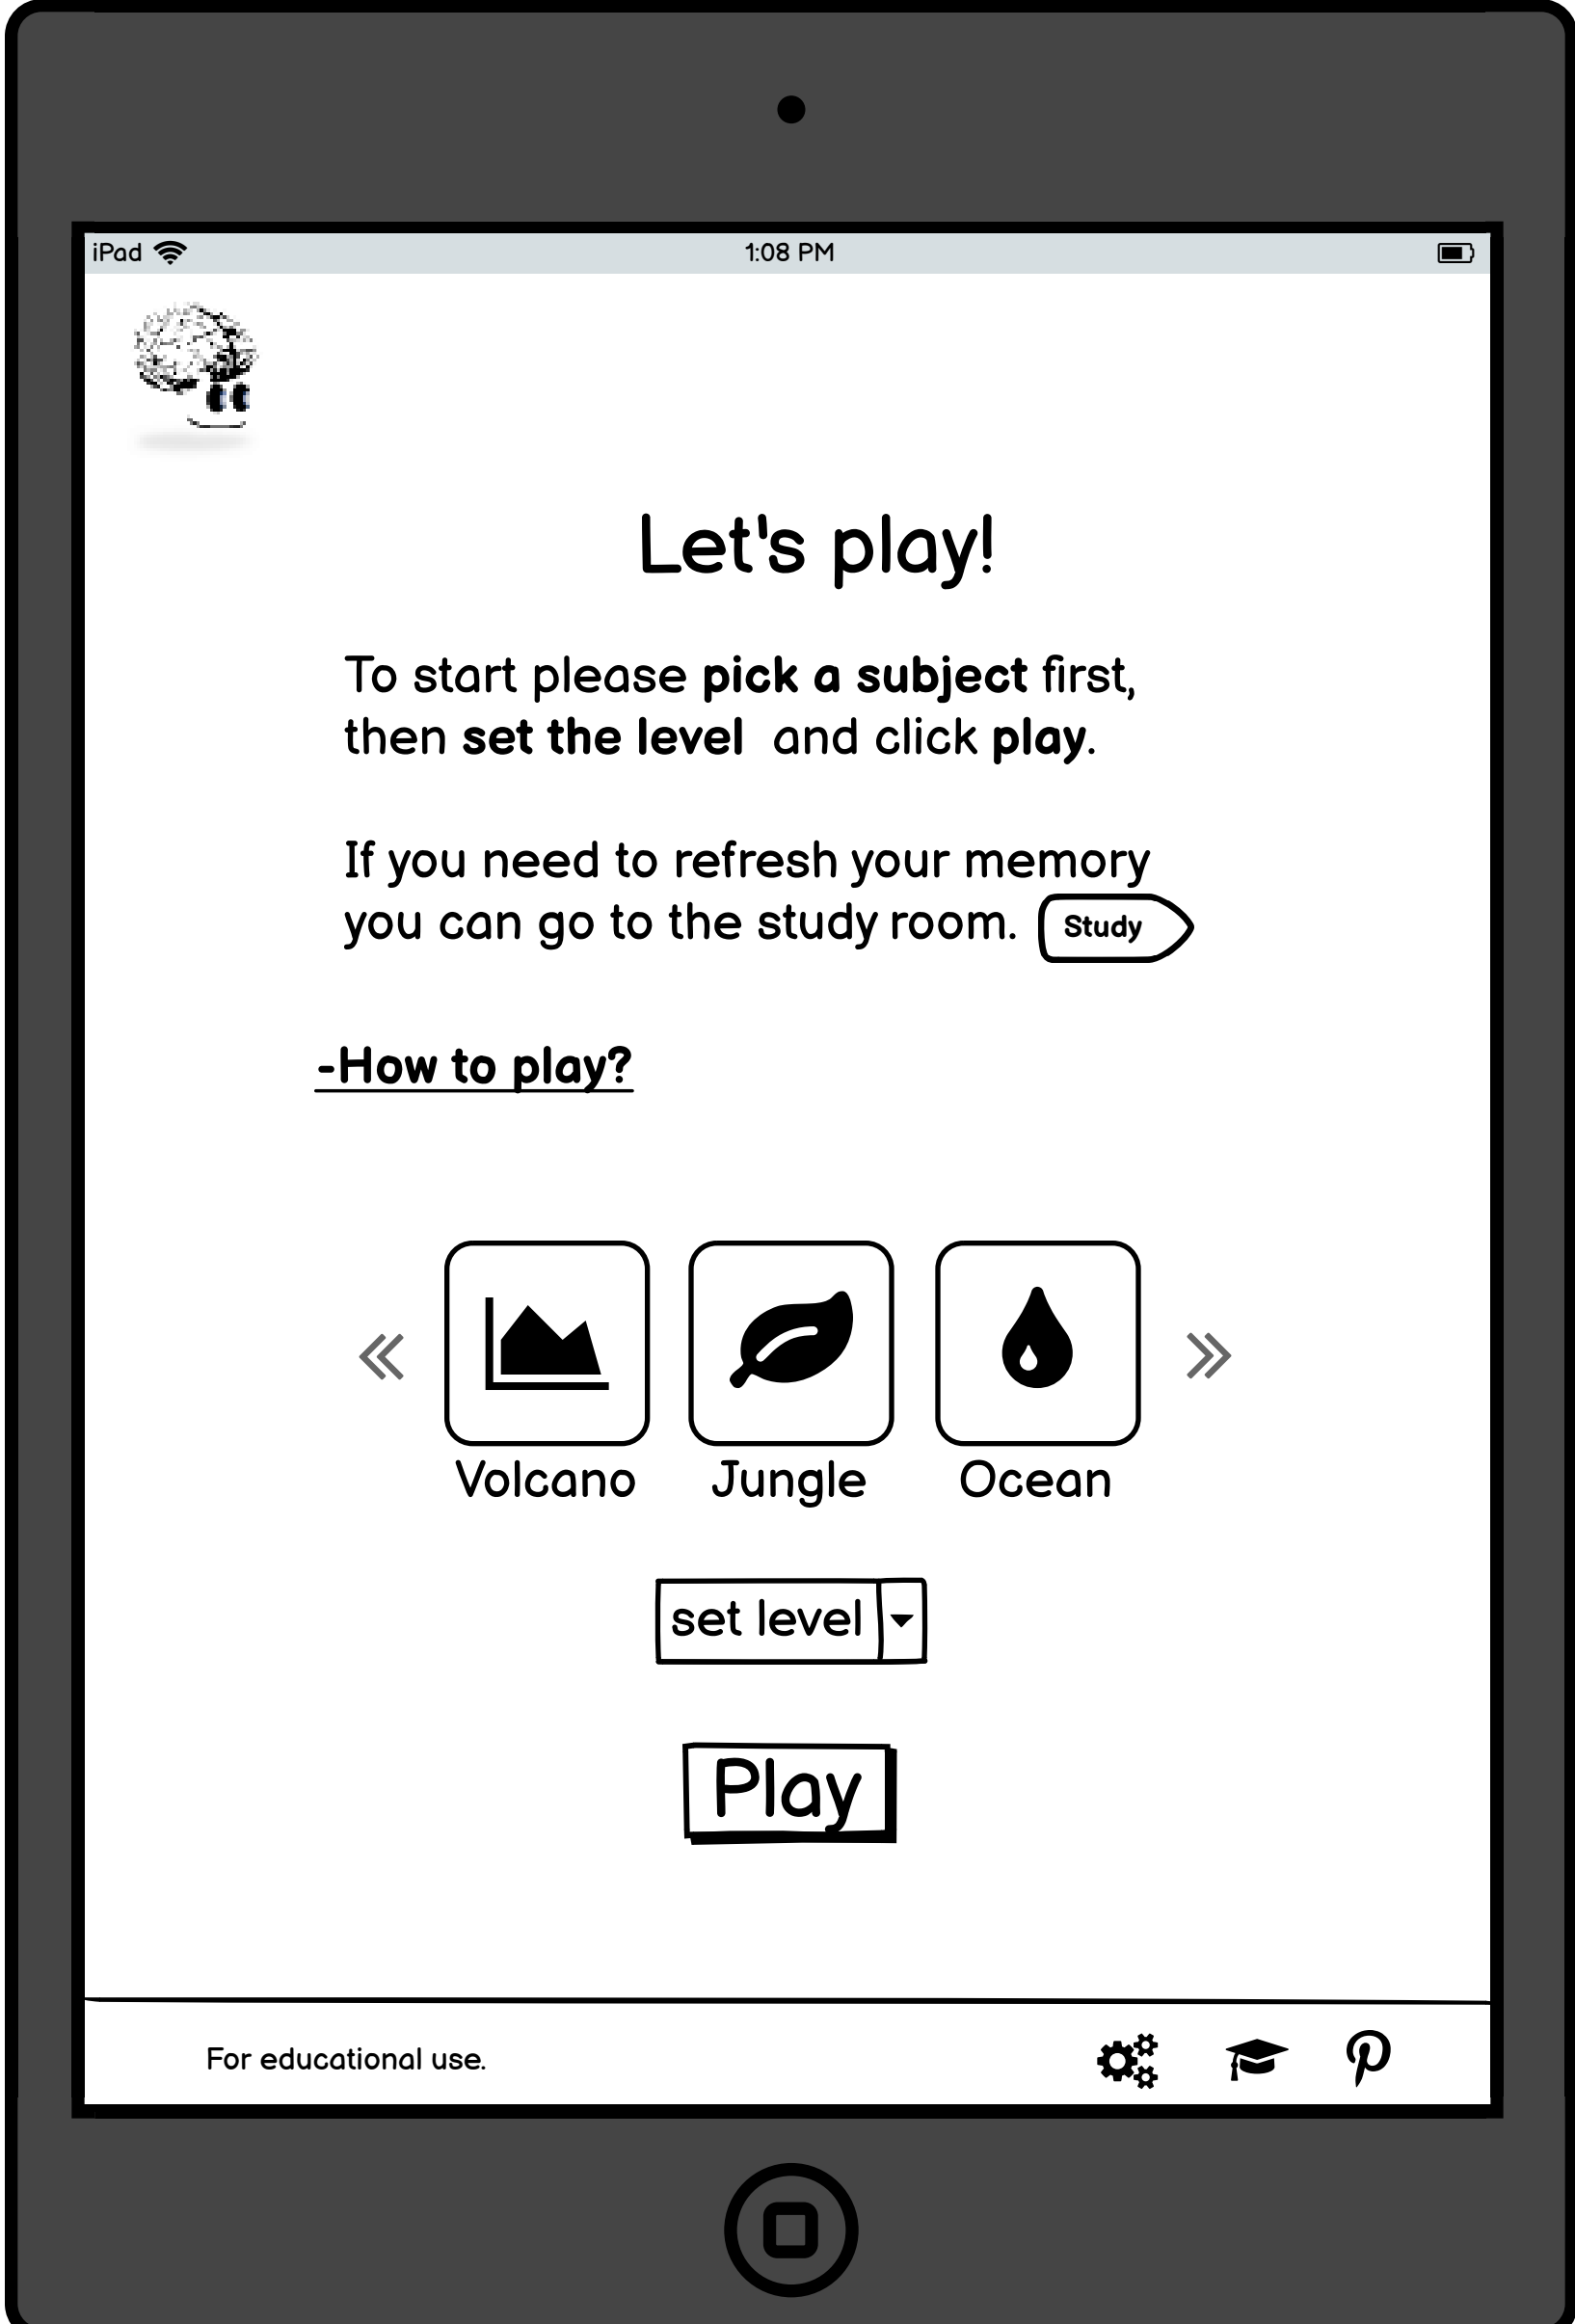 iPad 1:08 PM
Let's play!
To start please pick a subject first,
then set the level and click play.
If you need to refresh your memory
you can go to the study room. Study
-How to play?
Volcano Jungle Ocean
set level
Play
For educational use.